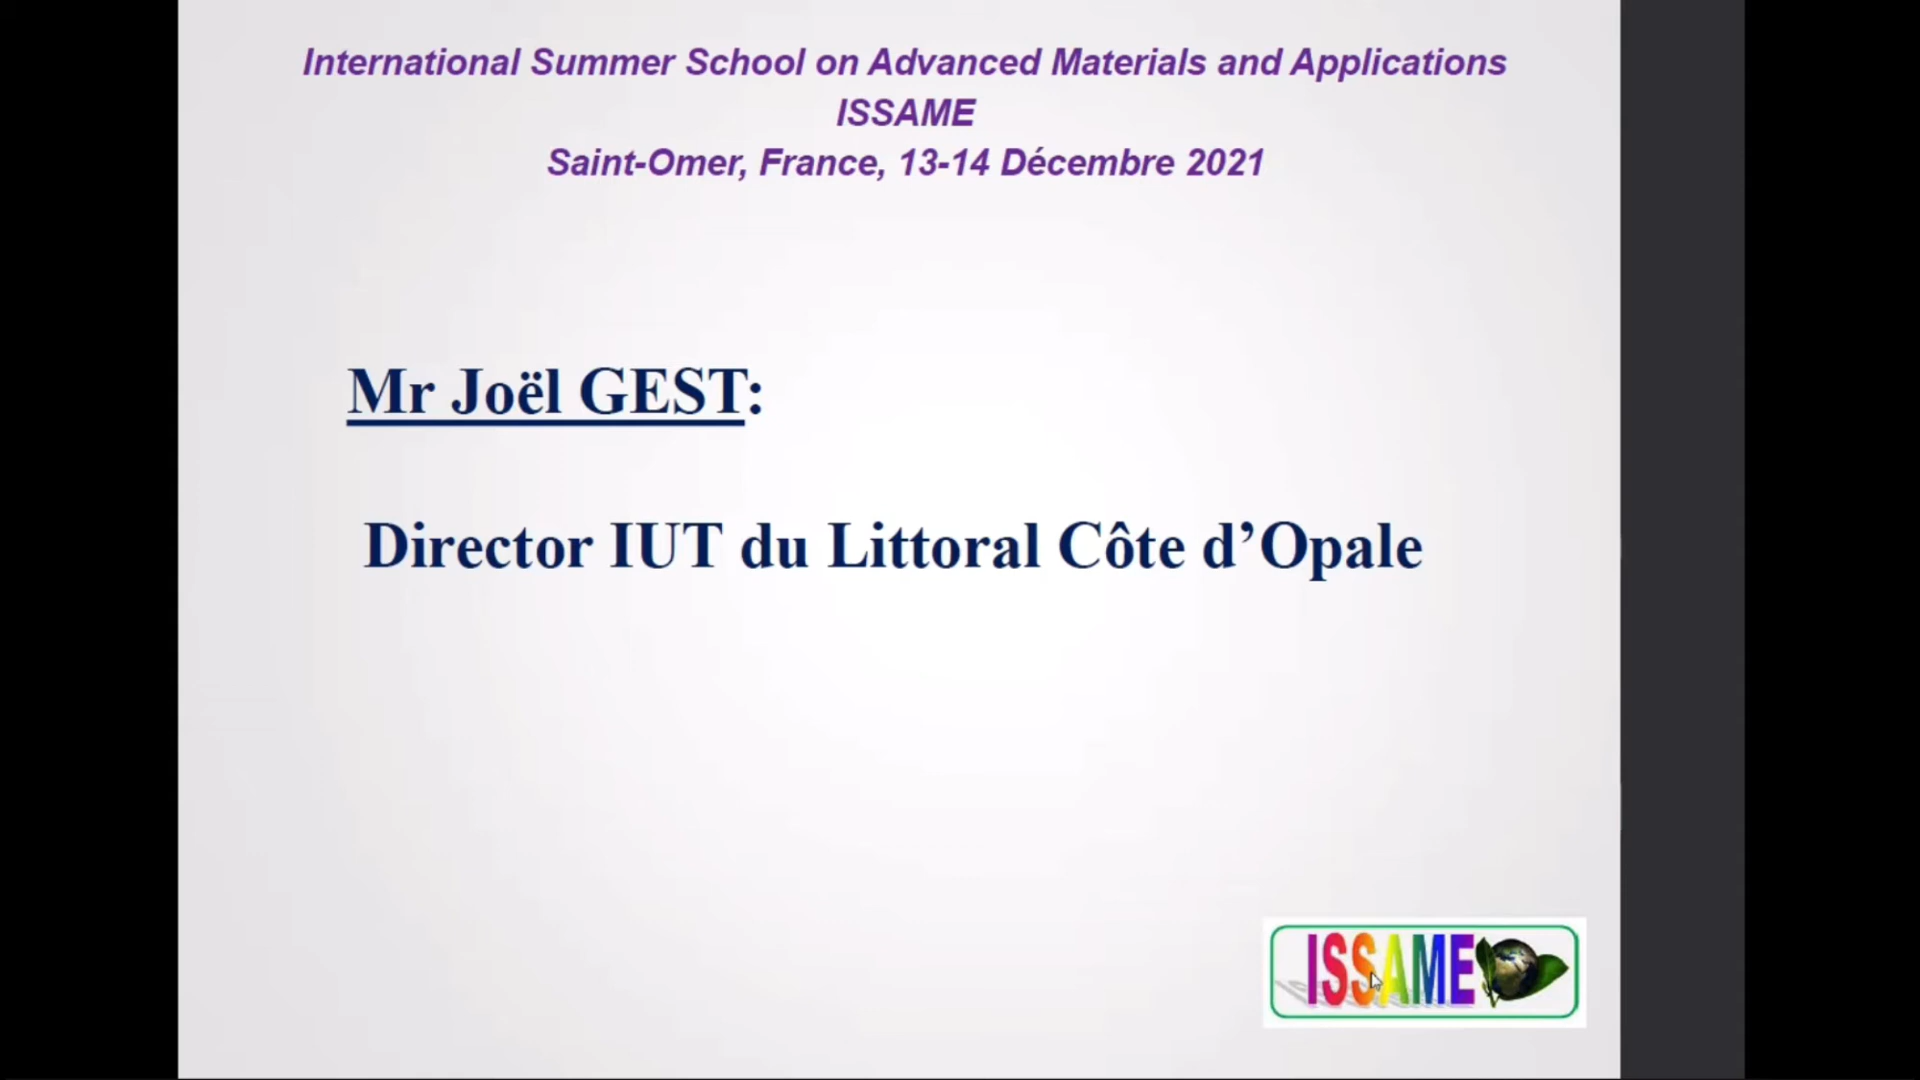 International Summer School on Advanced Materials and Applications
ISSAME
Saint-Omer, France, 13-14 Décembre 2021
Mr Joël GEST:
Director IUT du Littoral Côte d’Opale
ISSAME